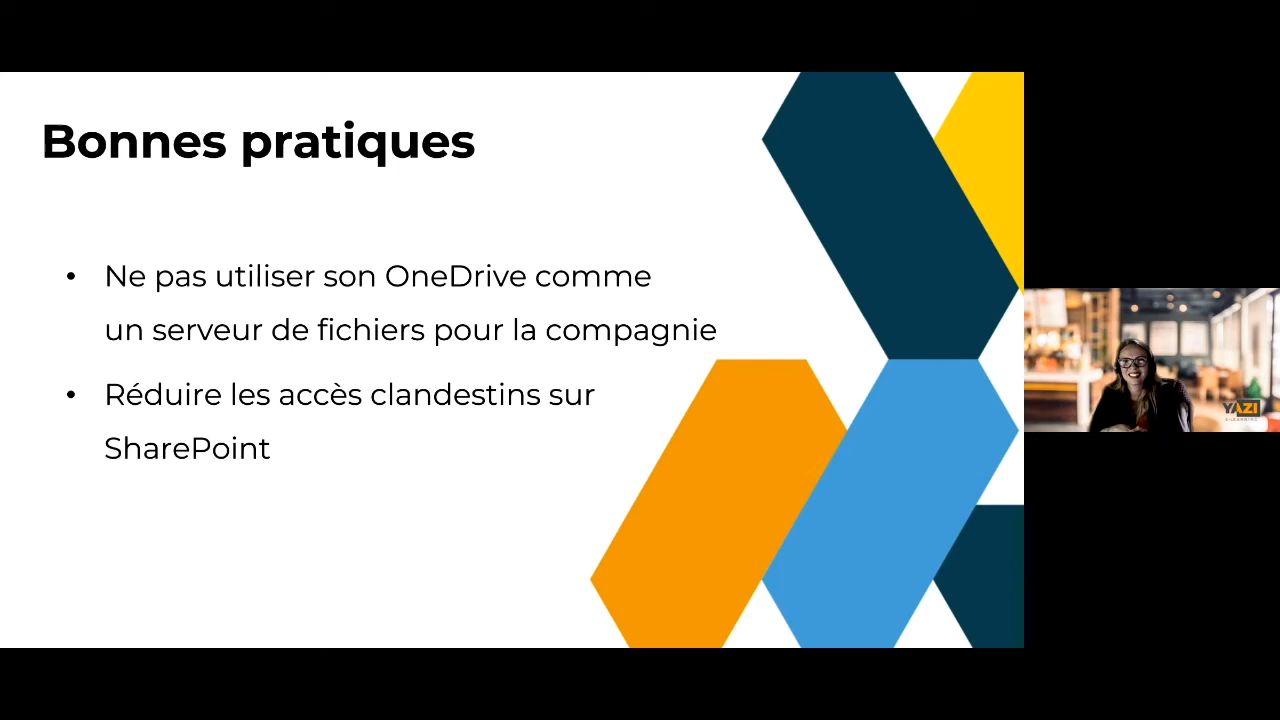 Bonnes pratiques
• Ne pas utiliser son OneDrive comme
un serveur de fichiers pour la compagnie
• Réduire les accès clandestins sur
SharePoint
YAZI
E-LEARNING